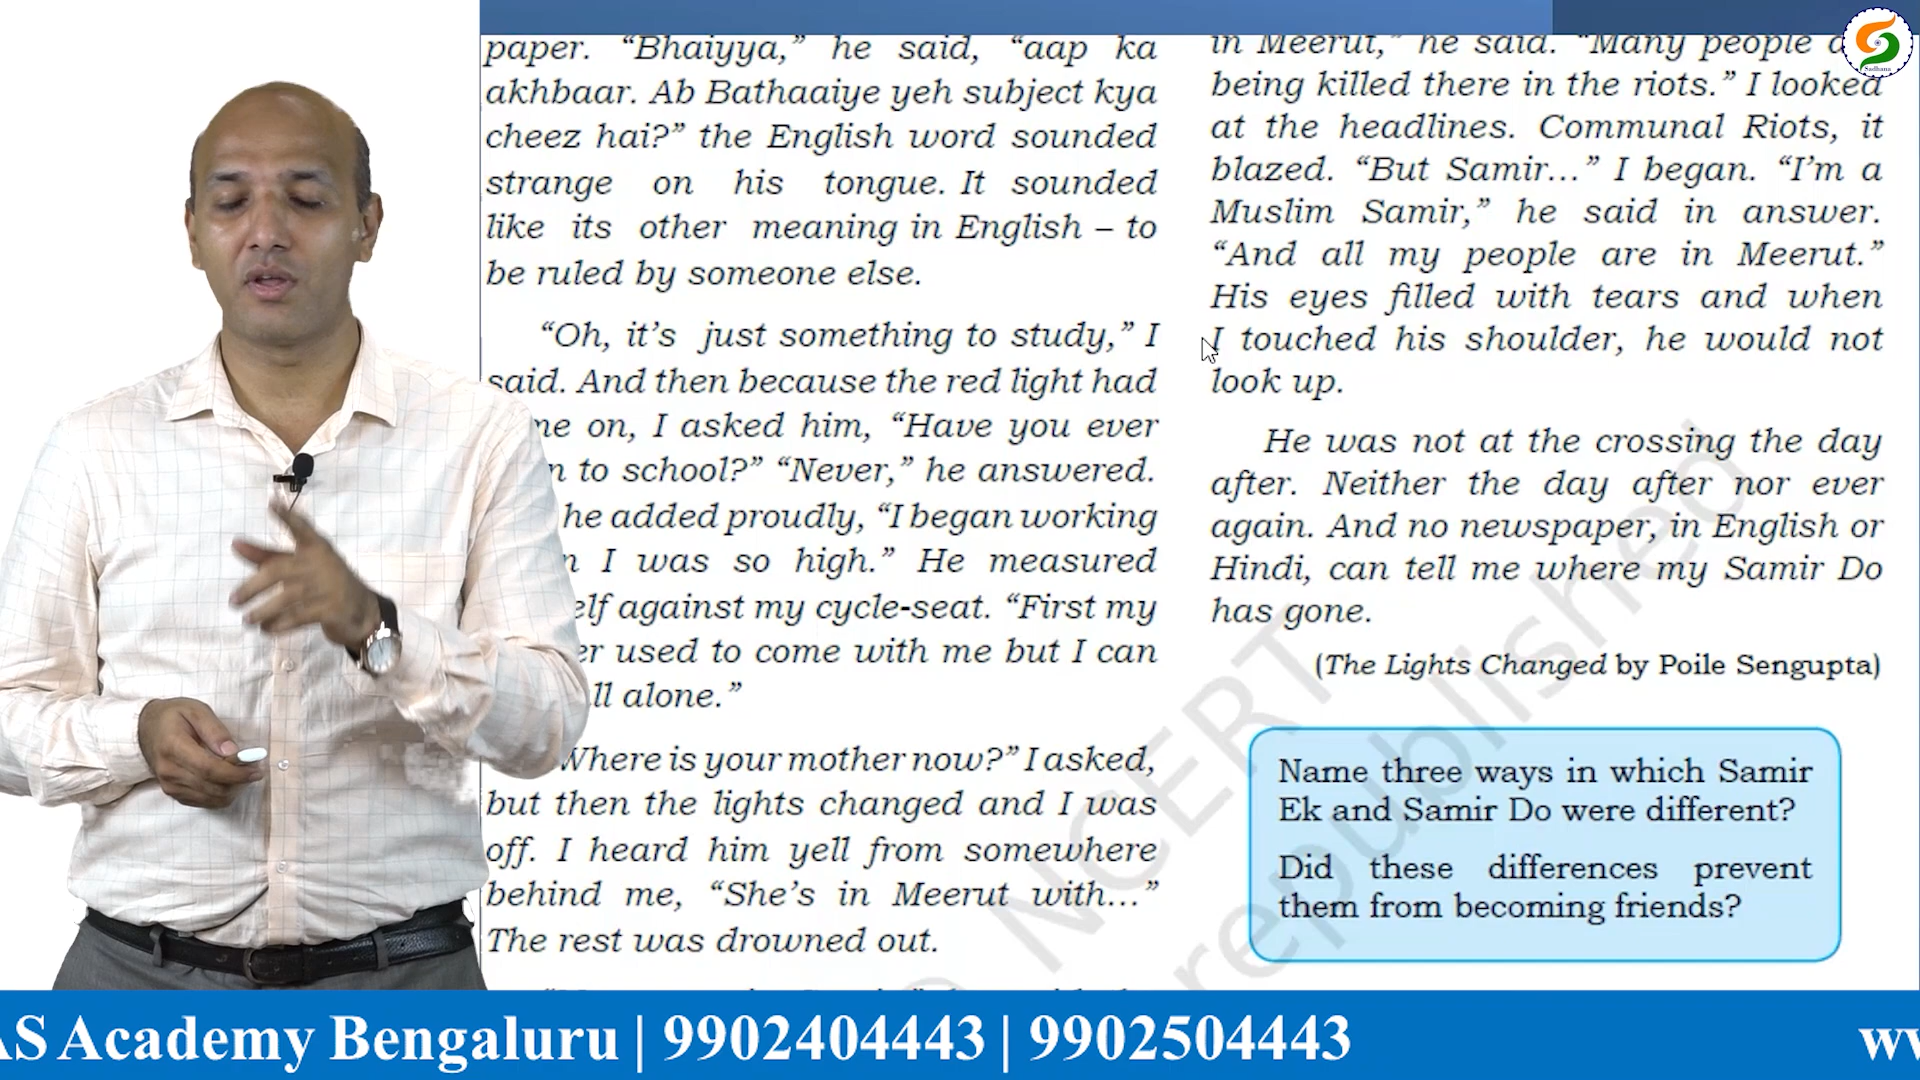 paper. “Bhaiyya,” he said, “aap ka
akhbaar. Ab Bathaaiye yeh subject kya
cheez hai?” the English word sounded
strange on his tongue. It sounded
like its other meaning in English – to
be ruled by someone else.
“Oh, it’s just something to study,” I
said. And then because the red light had
me on, I asked him, “Have you ever
n to school?” “Never,” he answered.
he added proudly, “I began working
n I was so high.” He measured
elf against my cycle-seat. “First my
er used to come with me but I can
ll alone.”
Where is your mother now?” I asked,
but then the lights changed and I was
off. I heard him yell from somewhere
behind me, “She’s in Meerut with...”
The rest was drowned out.
in Meerut,” he said. “Many people a
being killed there in the riots.” I looked
at the headlines. Communal Riots, it
blazed. “But Samir...” I began. “I’m a
Muslim Samir,” he said in answer.
“And all my people are in Meerut.”
His eyes filled with tears and when
I touched his shoulder, he would not
look up.
He was not at the crossing the day
after. Neither the day after nor ever
again. And no newspaper, in English or
Hindi, can tell me where my Samir Do
has gone.
(The Lights Changed by Poile Sengupta)
Name three ways in which Samir
Ek and Samir Do were different?
Did these differences prevent
them from becoming friends?
NCERT
republished
Sadhana
AS Academy Bengaluru | 9902404443 | 9902504443
ww